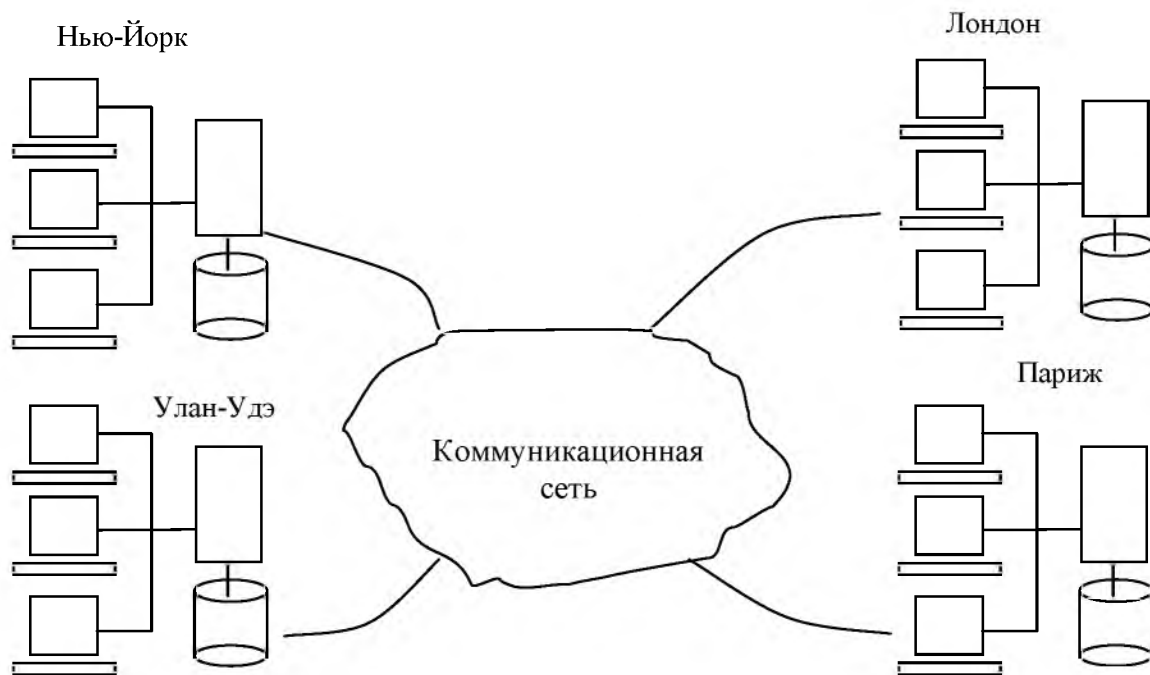 Нью-Йорк
Лондон
Улан-Удэ
Париж
Коммуникационная
сеть